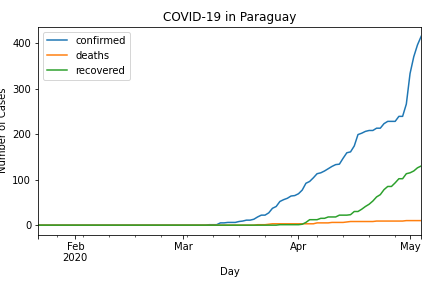 COVID-19 in Paraguay
confirmed
deaths
recovered
Number of Cases
400
300
200
100
0
Feb
2020
Mar
Apr
May
Day